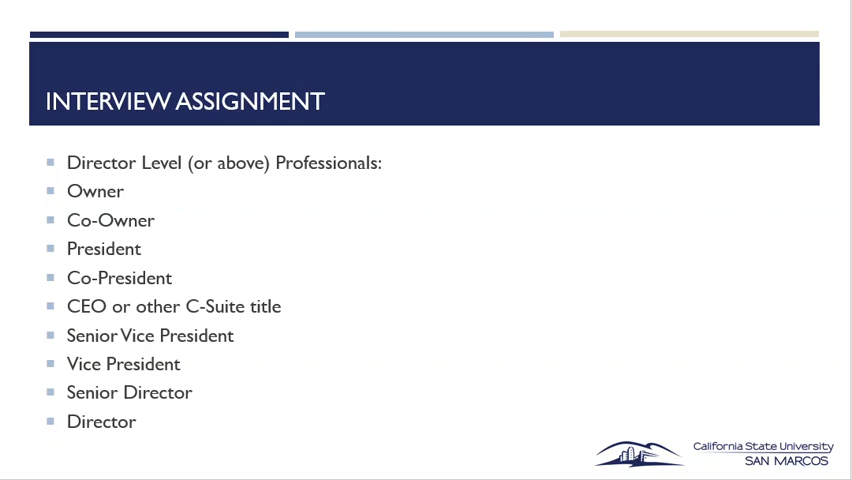 INTERVIEW ASSIGNMENT
Director Level (or above) Professionals:
Owner
Co-Owner
President
Co-President
CEO or other C-Suite title
Senior Vice President
Vice President
Senior Director
Director
California State University
SAN MARCOS